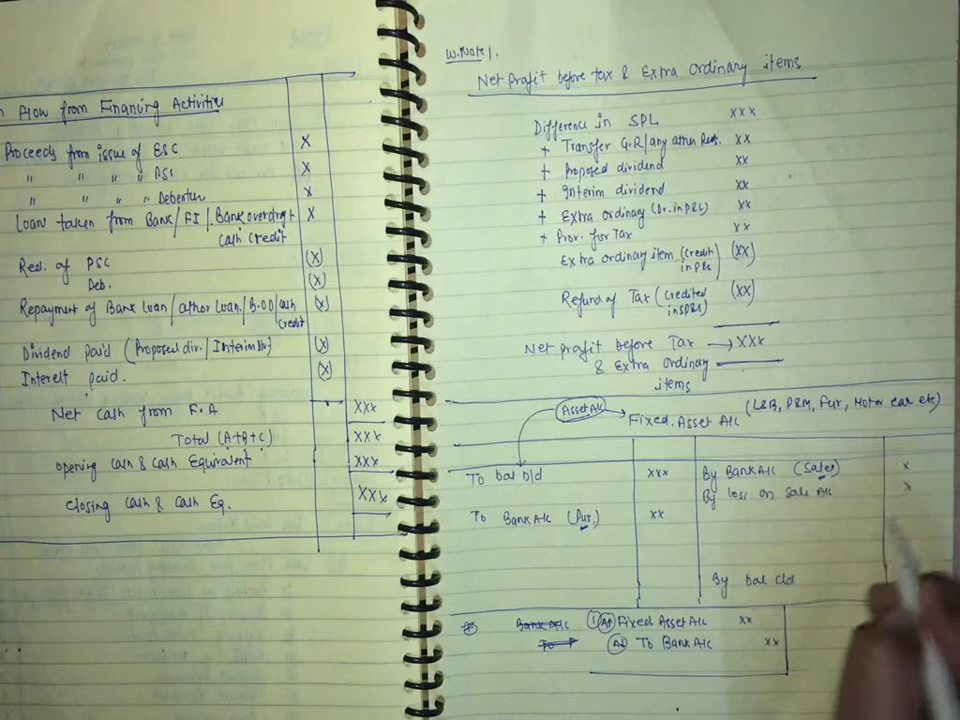 Flow from Financing Activities
Proceeds from issue of ESC X
" " " " PSC X
" " " " Debenture X
Loan taken from Bank/FI/Bank overdraft X
cash credit
Red. of PSC (X)
Deb. (X)
Repayment of Bank loan/other loan/B.OD/cash (X)
credit
Dividend paid (Proposed div./Interim div) (X)
Interest paid. (X)
Net cash from F.A XXX
Total (A+B+C) XXX
opening cash & cash Equivalent XXX
closing cash & cash Eq. XXX
W.Note 1.
Net Profit before tax & Extra Ordinary items
Difference in SPL XXX
+ Transfer G.R/any other Res. XX
+ Proposed dividend XX
+ Interim dividend XX
+ Extra ordinary (Dr. in P&L) XX
+ Prov. for Tax XX
Extra ordinary item (credit (XX)
in P&L)
Refund of Tax (credited (XX)
in SP&L)
Net profit before Tax → XXX
& Extra Ordinary
items
Asset A/c
Fixed Asset A/c (L&B, P&M, Fur, Motor car etc)
To bal b/d XXX By Bank A/c (Sales) X
By loss on Sale A/c X
To Bank A/c (Pur.) XX
By bal c/d
Bank A/c ① A↑ Fixed Asset A/c XX
A↓ To Bank A/c XX